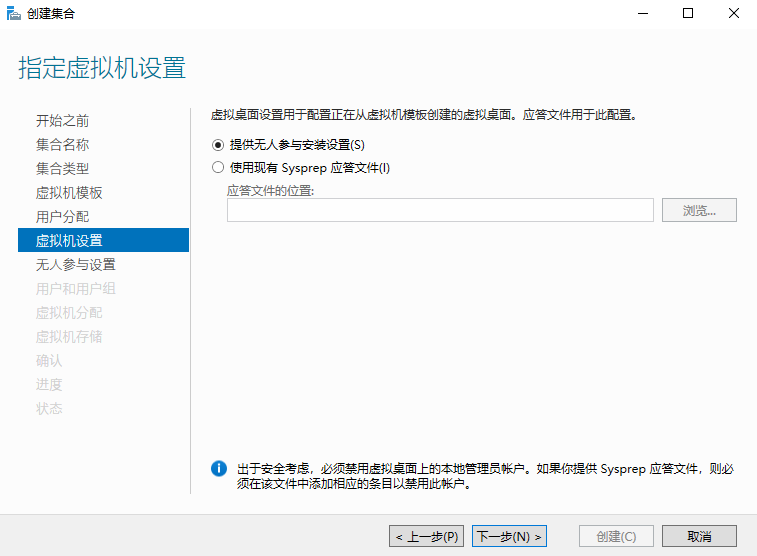 创建集合
指定虚拟机设置
开始之前
集合名称
集合类型
虚拟机模板
用户分配
虚拟机设置
无人参与设置
用户和用户组
虚拟机分配
虚拟机存储
确认
进度
状态
虚拟桌面设置用于配置正在从虚拟机模板创建的虚拟桌面。应答文件用于此配置。
提供无人参与安装设置(S)
使用现有 Sysprep 应答文件(I)
应答文件的位置:
浏览...
出于安全考虑，必须禁用虚拟桌面上的本地管理员帐户。如果你提供 Sysprep 应答文件，则必
须在该文件中添加相应的条目以禁用此帐户。
< 上一步(P)
下一步(N) >
创建(C)
取消